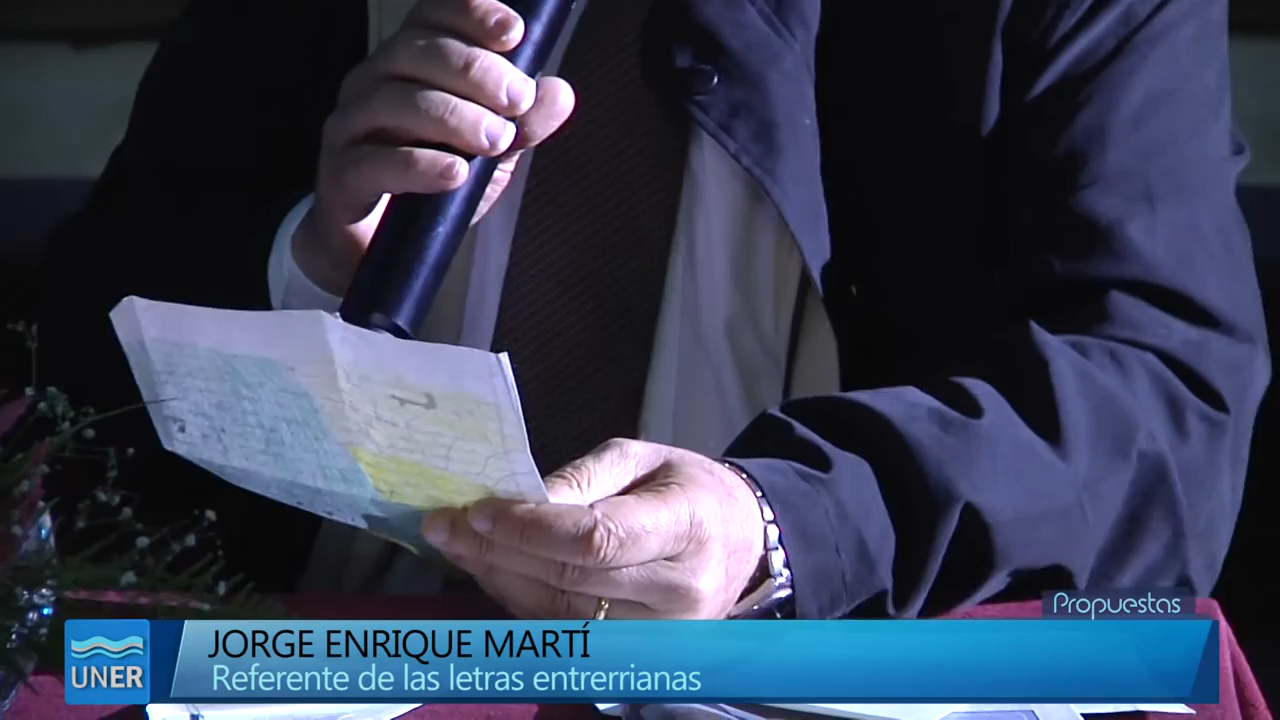 Propuestas
UNER
JORGE ENRIQUE MARTÍ
Referente de las letras entrerrianas